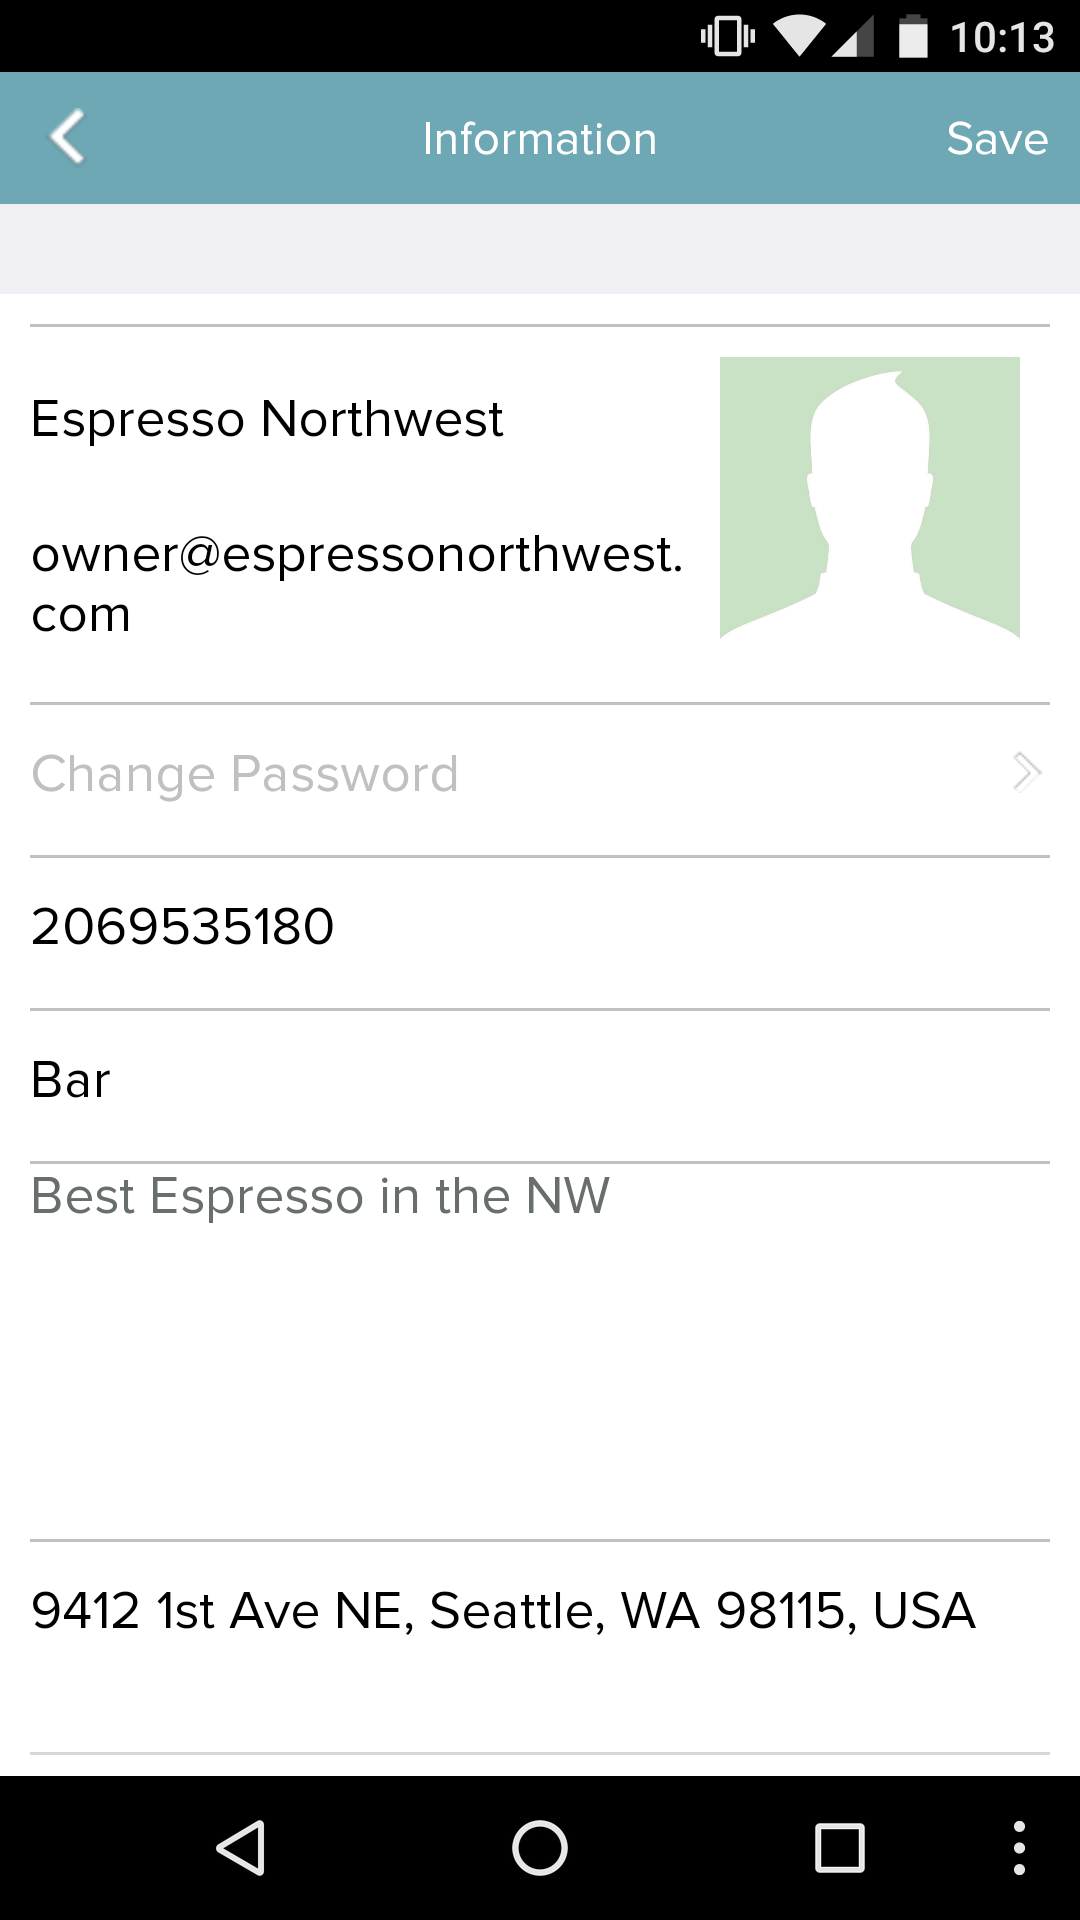 10:13
Information
Save
Espresso Northwest
owner@espressonorthwest.
com
Change Password
2069535180
Bar
Best Espresso in the NW
9412 1st Ave NE, Seattle, WA 98115, USA